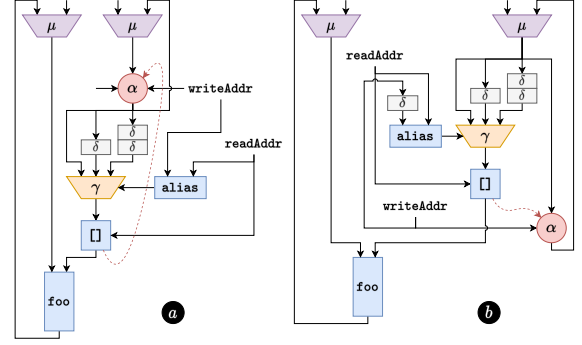 μ μ
α
writeAddr
readAddr
δ
δ δ
γ
alias
[]
foo
a
μ μ
readAddr
δ
δ δ
alias
γ
[]
writeAddr
α
foo
b